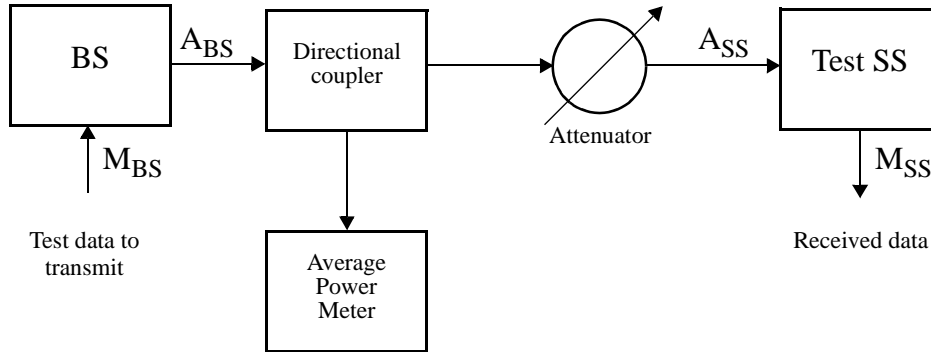 BS
A_BS
Directional
coupler
A_SS
Test SS
Attenuator
M_BS
M_SS
Test data to
transmit
Received data
Average
Power
Meter